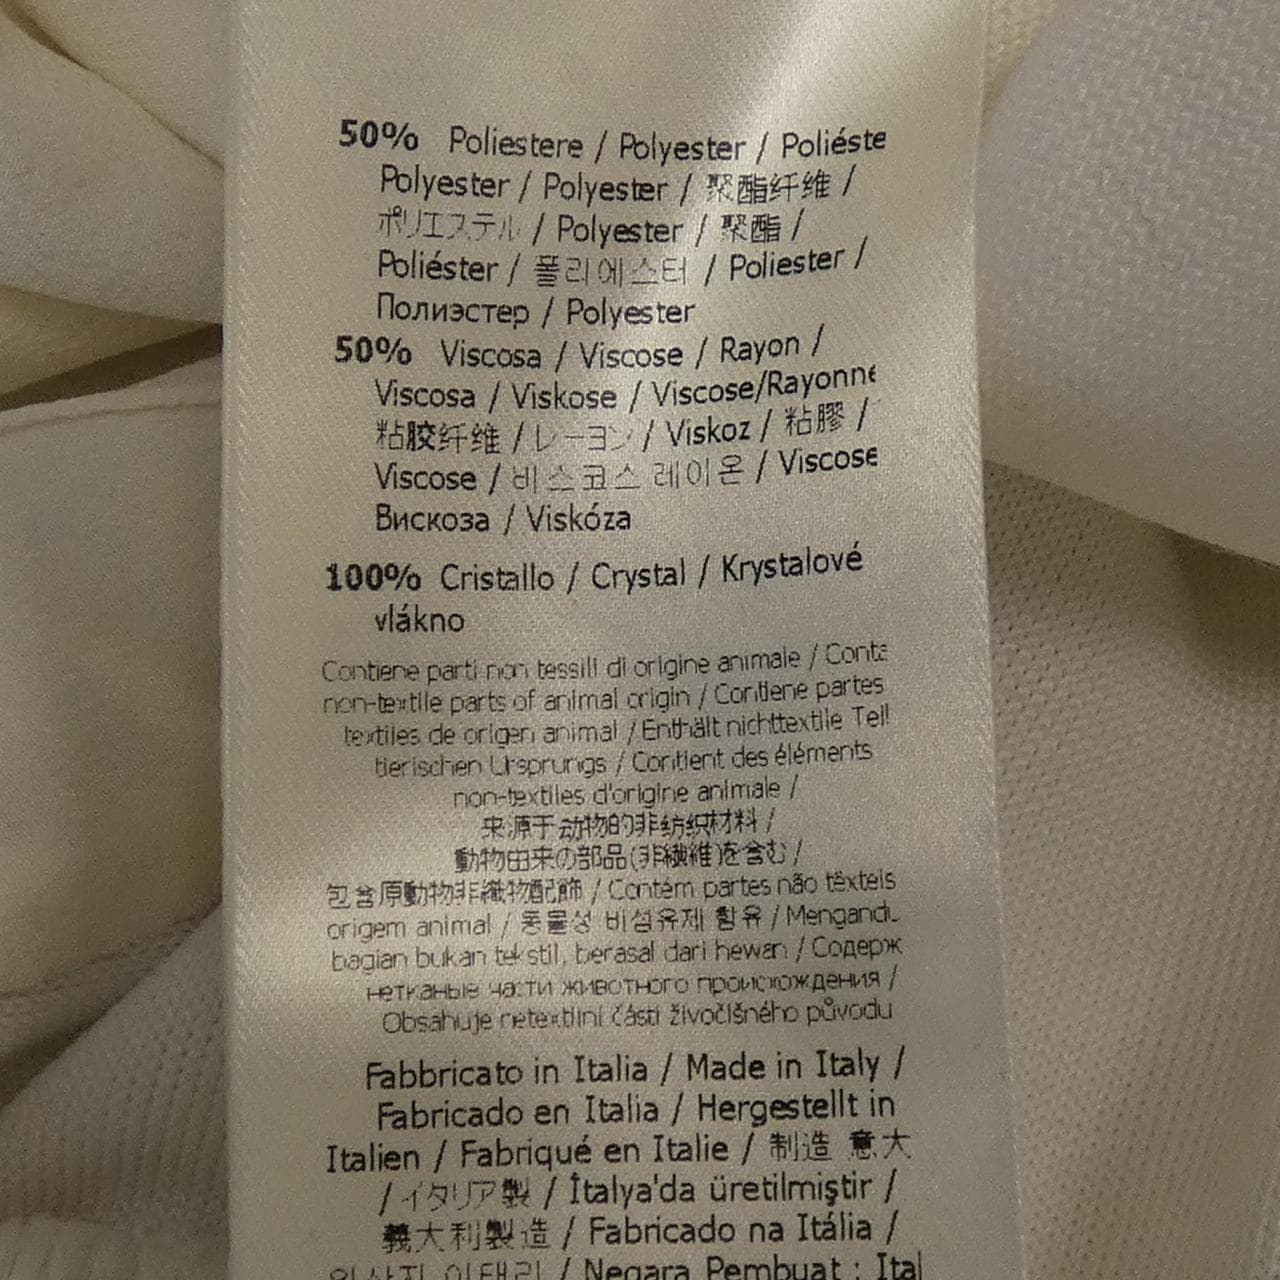 50% Poliestere / Polyester / Poliéste
Polyester / Polyester / 聚酯纤维 /
ポリエステル / Polyester / 聚酯 /
Poliéster / 폴리에스터 / Poliester /
Полиэстер / Polyester
50% Viscosa / Viscose / Rayon /
Viscosa / Viskose / Viscose/Rayonne
粘胶纤维 / レーヨン / Viskoz / 粘膠 /
Viscose / 비스코스 레이온 / Viscose
Вискоза / Viskóza
100% Cristallo / Crystal / Krystalové
vlákno
Contiene parti non tessili di origine animale / Conta
non-textile parts of animal origin / Contiene partes
textiles de origen animal / Enthält nichttextile Teil
tierischen Ursprungs / Contient des éléments
non-textiles d'origine animale /
来源于动物的非纺织材料 /
動物由来の部品(非繊維)を含む /
包含原動物非織物配飾 / Contém partes não têxteis
origem animal / 동물성 비섬유제 함유 / Mengandu
bagian bukan tekstil, berasal dari hewan / Содерж
нетканые части животного происхождения /
Obsahuje netextilní části živočišného původu
Fabbricato in Italia / Made in Italy /
Fabricado en Italia / Hergestellt in
Italien / Fabriqué en Italie / 制造 意大
/ イタリア製 / İtalya'da üretilmiştir /
義大利製造 / Fabricado na Itália /
원산지 이태리 / Negara Pembuat : Ital